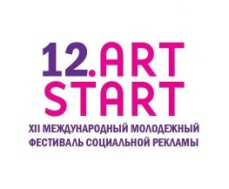 12.ART
START
XII МЕЖДУНАРОДНЫЙ МОЛОДЕЖНЫЙ
ФЕСТИВАЛЬ СОЦИАЛЬНОЙ РЕКЛАМЫ